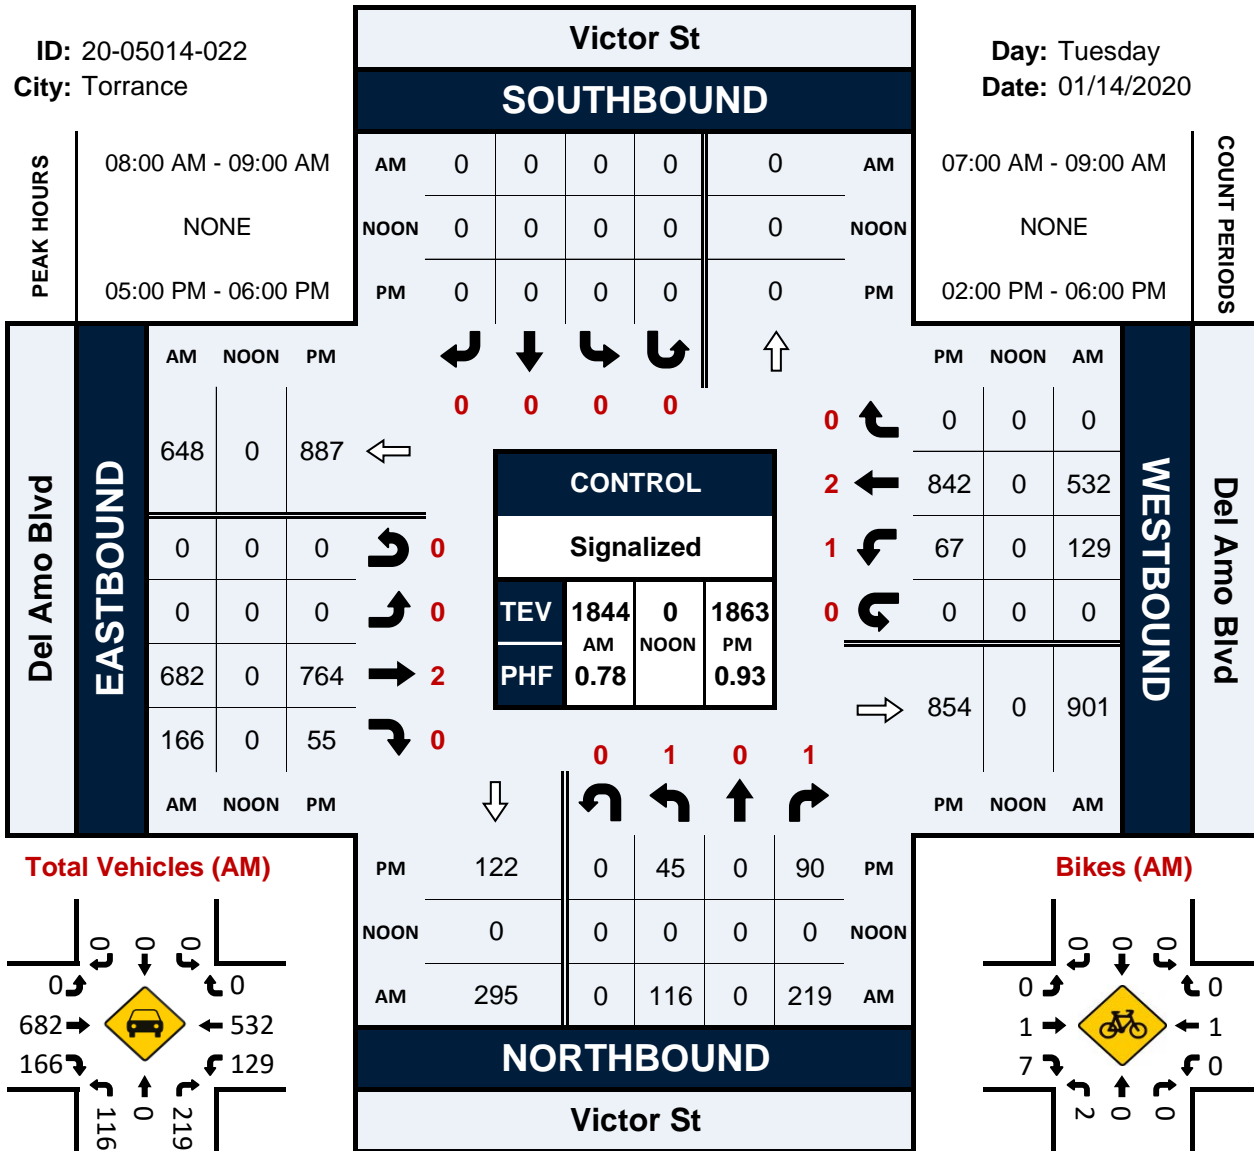 Victor St
ID: 20-05014-022
Day: Tuesday
City: Torrance
Date: 01/14/2020
SOUTHBOUND
PEAK HOURS
08:00 AM - 09:00 AM
NONE
05:00 PM - 06:00 PM
AM 0 0 0 0 0 AM
NOON 0 0 0 0 0 NOON
PM 0 0 0 0 0 PM
07:00 AM - 09:00 AM
NONE
02:00 PM - 06:00 PM
COUNT PERIODS
0 0 0 0
Del Amo Blvd
EASTBOUND
AM NOON PM
648 0 887
0 0 0 0
0 0 0 0
682 0 764 2
166 0 55 0
AM NOON PM
CONTROL
Signalized
TEV 1844 0 1863
AM NOON PM
PHF 0.78 0.93
PM NOON AM
0 0 0 0
2 842 0 532
1 67 0 129
0 0 0 0
854 0 901
PM NOON AM
WESTBOUND
Del Amo Blvd
0 1 0 1
PM 122 0 45 0 90 PM
NOON 0 0 0 0 0 NOON
AM 295 0 116 0 219 AM
NORTHBOUND
Victor St
Total Vehicles (AM)
0 0 0
0 0
682 532
166 129
116 0 219
Bikes (AM)
0 0 0
0 0
1 1
7 0
2 0 0